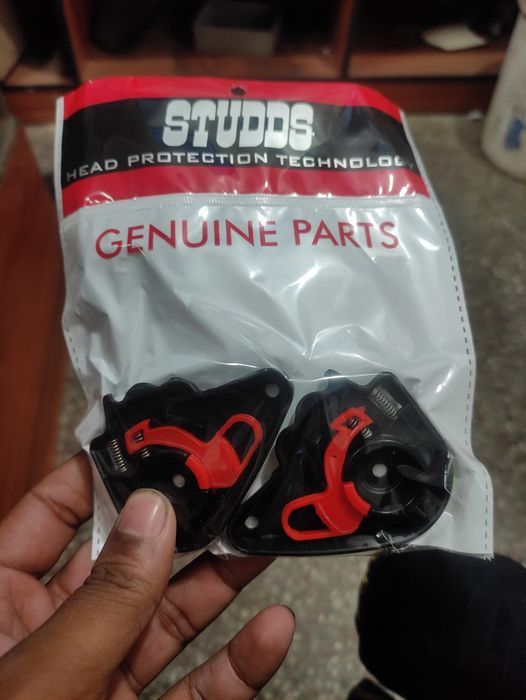 STUDDS
HEAD PROTECTION TECHNOLOGY
GENUINE PARTS